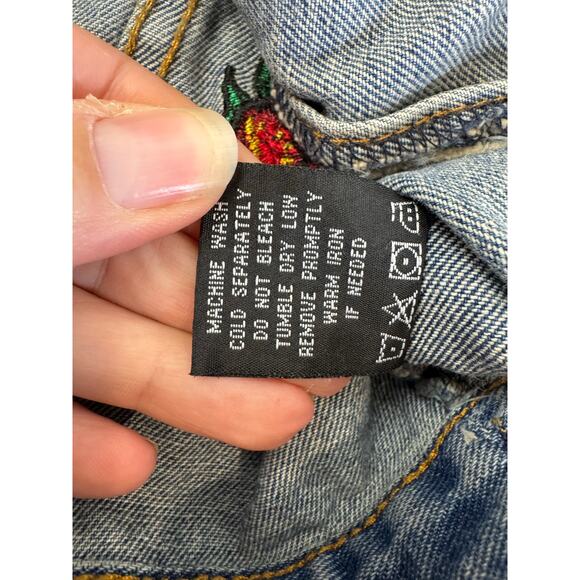 MACHINE WASH
COLD SEPARATELY
DO NOT BLEACH
TUMBLE DRY LOW
REMOVE PROMPTLY
WARM IRON
IF NEEDED